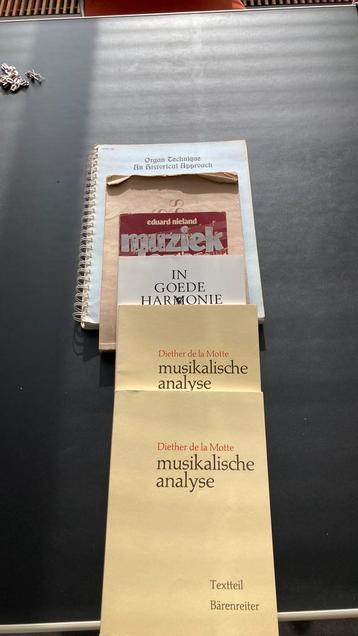 Organ Technique
An Historical Approach
eduard nieland
muziek
IN
GOEDE
HARMONIE
Diether de la Motte
musikalische
analyse
Diether de la Motte
musikalische
analyse
Textteil
Bärenreiter